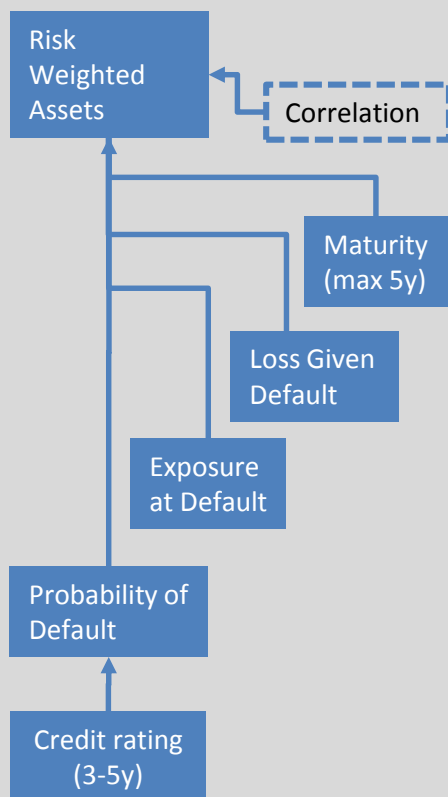 Risk
Weighted
Assets
Correlation
Maturity
(max 5y)
Loss Given
Default
Exposure
at Default
Probability of
Default
Credit rating
(3-5y)